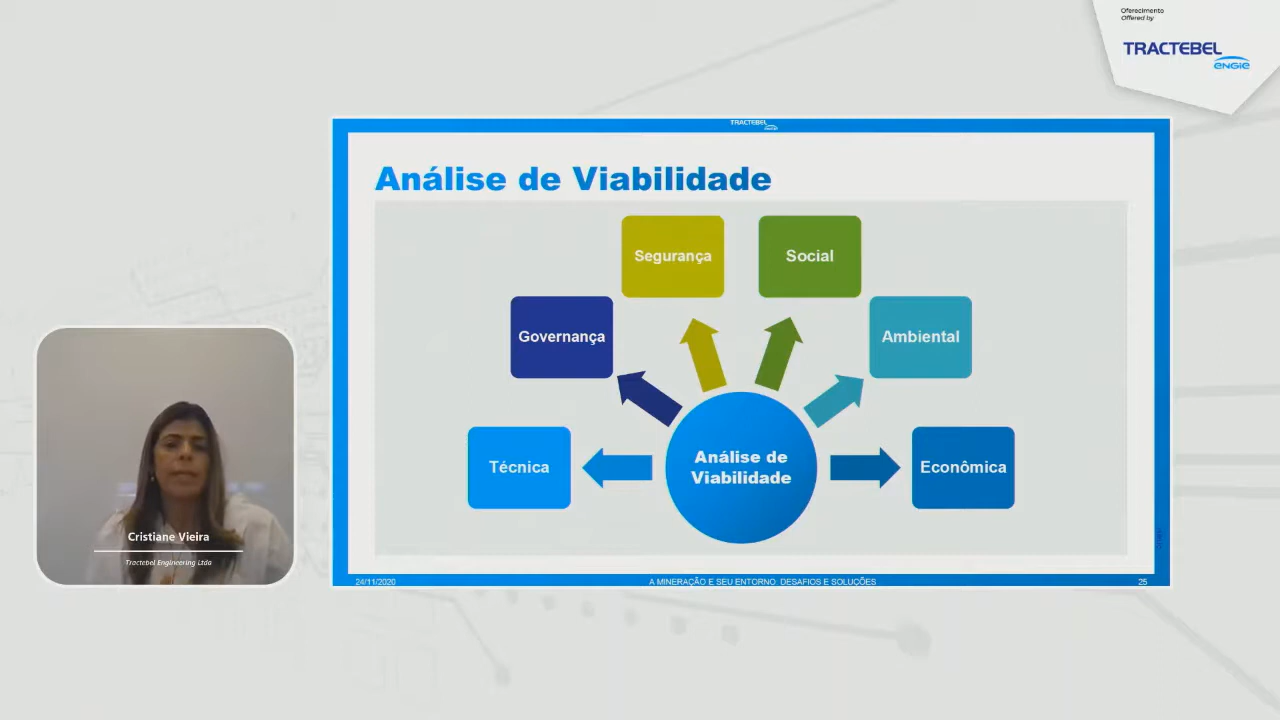 Oferecimento
Offered by
TRACTEBEL
ENGIE
TRACTEBEL
ENGIE
Análise de Viabilidade
Segurança
Social
Governança
Ambiental
Técnica
Análise de
Viabilidade
Econômica
Cristiane Vieira
Tractebel Engineering Ltda
24/11/2020
A MINERAÇÃO E SEU ENTORNO DESAFIOS E SOLUÇÕES
25